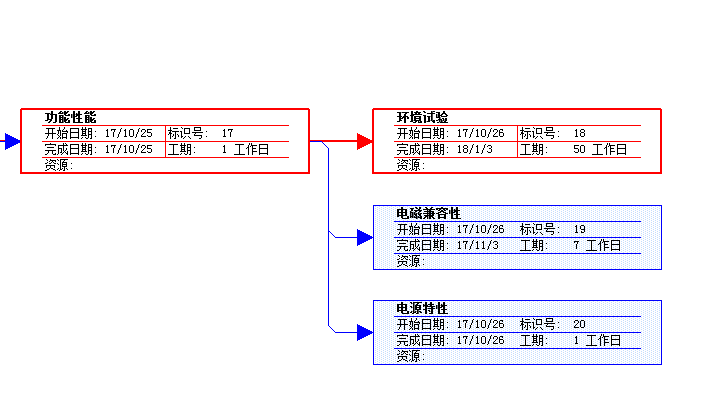 功能性能
开始日期: 17/10/25 标识号: 17
完成日期: 17/10/25 工期: 1 工作日
资源:
环境试验
开始日期: 17/10/26 标识号: 18
完成日期: 18/1/3 工期: 50 工作日
资源:
电磁兼容性
开始日期: 17/10/26 标识号: 19
完成日期: 17/11/3 工期: 7 工作日
资源:
电源特性
开始日期: 17/10/26 标识号: 20
完成日期: 17/10/26 工期: 1 工作日
资源: